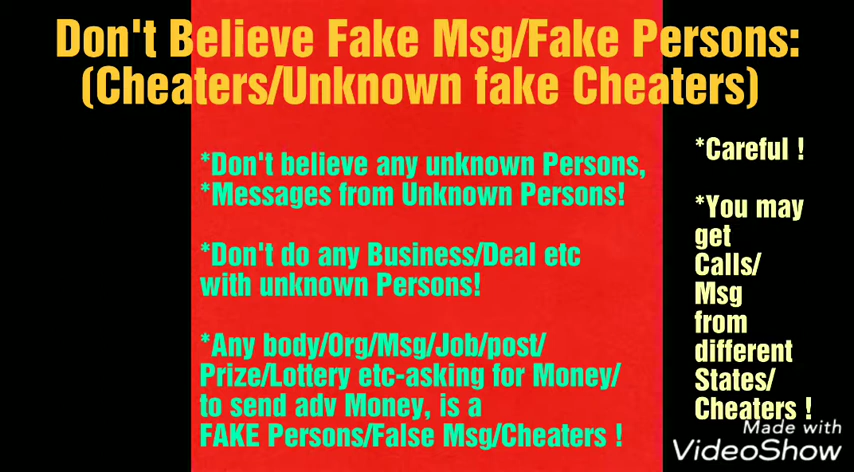 Don't Believe Fake Msg/Fake Persons:
(Cheaters/Unknown fake Cheaters)
*Don't believe any unknown Persons,
*Messages from Unknown Persons!
*Don't do any Business/Deal etc
with unknown Persons!
*Any body/Org/Msg/Job/post/
Prize/Lottery etc-asking for Money/
to send adv Money, is a
FAKE Persons/False Msg/Cheaters !
*Careful !
*You may
get
Calls/
Msg
from
different
States/
Cheaters !
Made with
VideoShow